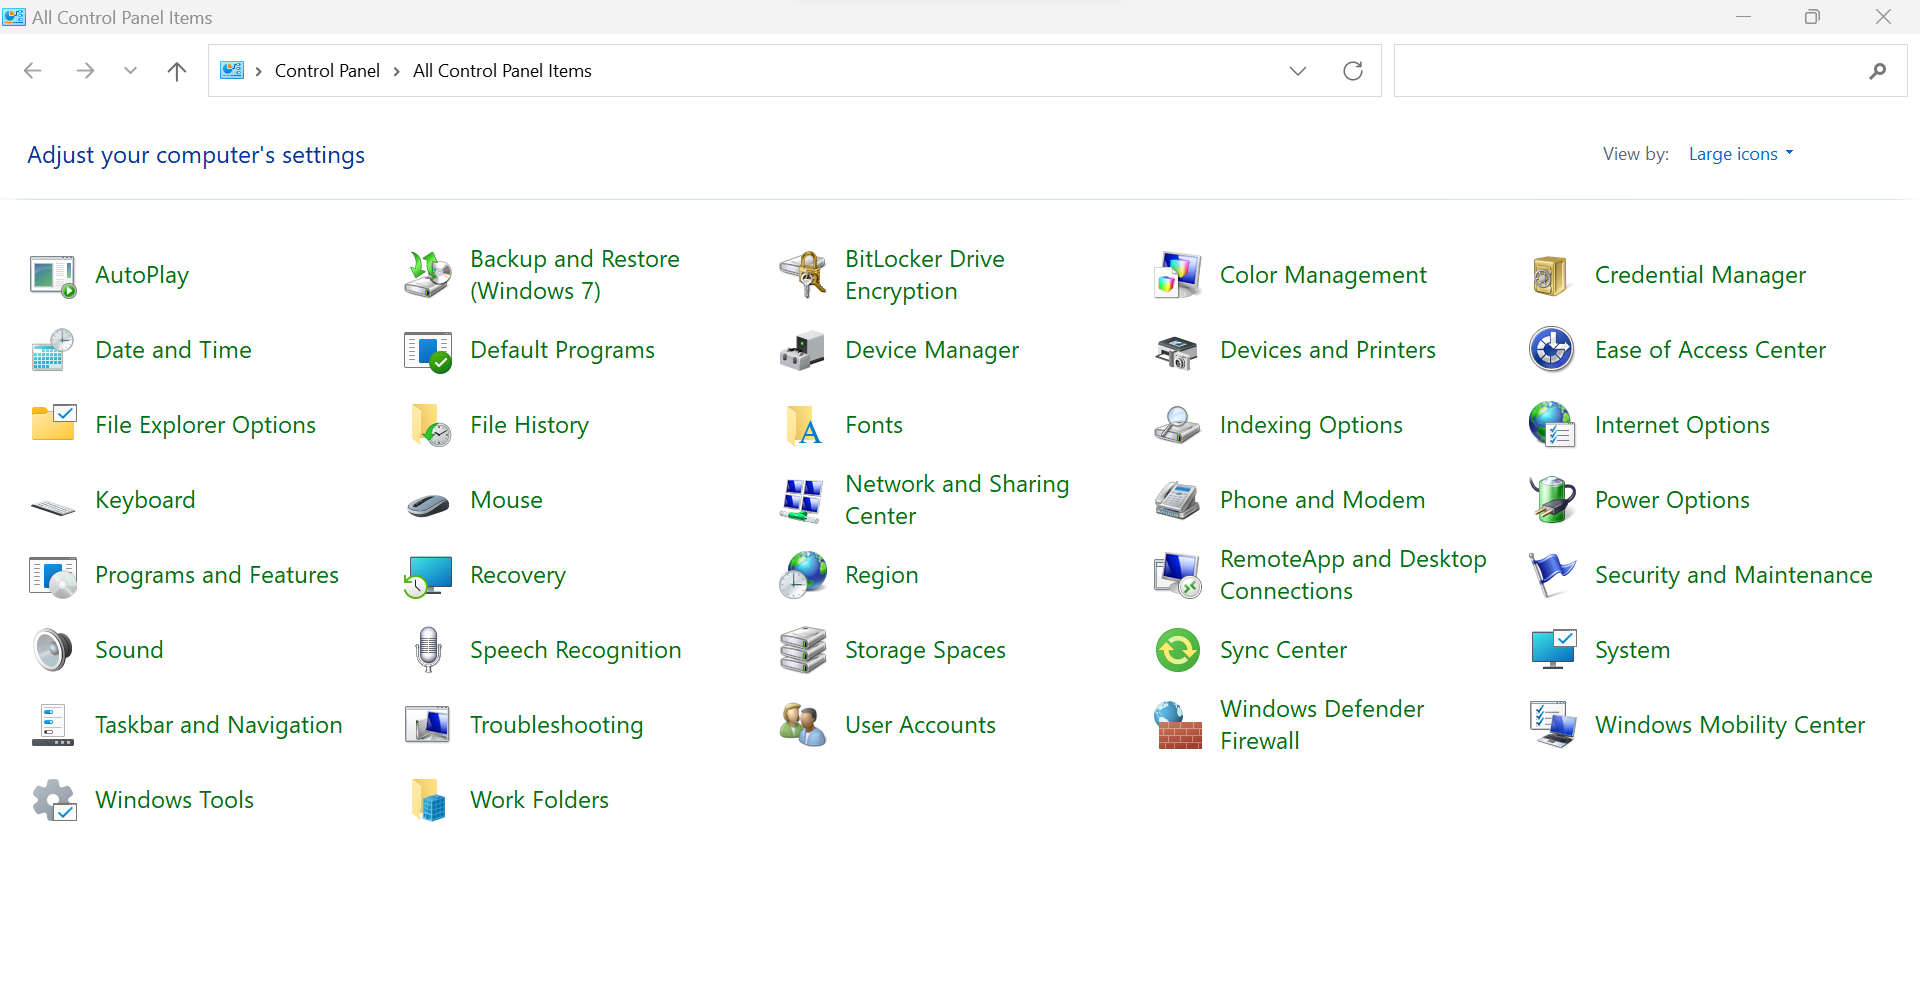 All Control Panel Items
Control Panel All Control Panel Items
Adjust your computer's settings
View by: Large icons
AutoPlay
Backup and Restore
(Windows 7)
BitLocker Drive
Encryption
Color Management
Credential Manager
Date and Time
Default Programs
Device Manager
Devices and Printers
Ease of Access Center
File Explorer Options
File History
Fonts
Indexing Options
Internet Options
Keyboard
Mouse
Network and Sharing
Center
Phone and Modem
Power Options
Programs and Features
Recovery
Region
RemoteApp and Desktop
Connections
Security and Maintenance
Sound
Speech Recognition
Storage Spaces
Sync Center
System
Taskbar and Navigation
Troubleshooting
User Accounts
Windows Defender
Firewall
Windows Mobility Center
Windows Tools
Work Folders